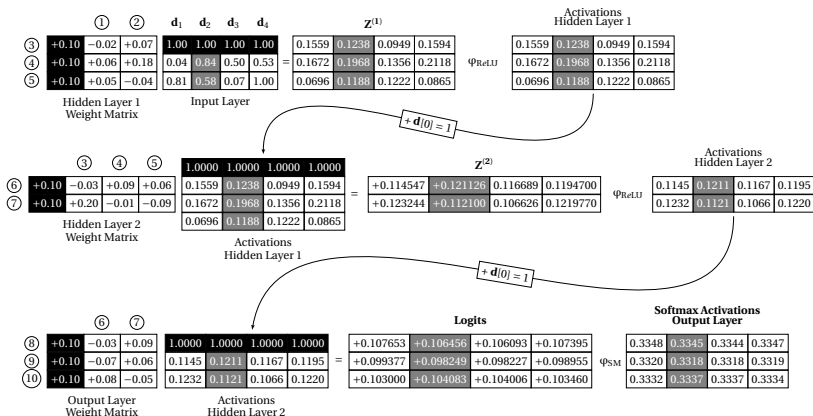 ① ② d₁ d₂ d₃ d₄ Z⁽¹⁾ Activations
Hidden Layer 1
③ +0.10 −0.02 +0.07 1.00 1.00 1.00 1.00 0.1559 0.1238 0.0949 0.1594 0.1559 0.1238 0.0949 0.1594
④ +0.10 +0.06 +0.18 0.04 0.84 0.50 0.53 = 0.1672 0.1968 0.1356 0.2118 φReLU 0.1672 0.1968 0.1356 0.2118
⑤ +0.10 +0.05 −0.04 0.81 0.58 0.07 1.00 0.0696 0.1188 0.1222 0.0865 0.0696 0.1188 0.1222 0.0865
Hidden Layer 1 Input Layer
Weight Matrix
+ d[0] = 1
③ ④ ⑤ Z⁽²⁾ Activations
Hidden Layer 2
1.0000 1.0000 1.0000 1.0000
⑥ +0.10 −0.03 +0.09 +0.06 0.1559 0.1238 0.0949 0.1594 = +0.114547 +0.121126 +0.116689 +0.1194700 φReLU 0.1145 0.1211 0.1167 0.1195
⑦ +0.10 +0.20 −0.01 −0.09 0.1672 0.1968 0.1356 0.2118 +0.123244 +0.112100 +0.106626 +0.1219770 0.1232 0.1121 0.1066 0.1220
0.0696 0.1188 0.1222 0.0865
Hidden Layer 2
Weight Matrix
Activations
Hidden Layer 1
+ d[0] = 1
⑥ ⑦ Logits Softmax Activations
Output Layer
⑧ +0.10 −0.03 +0.09 1.0000 1.0000 1.0000 1.0000 +0.107653 +0.106456 +0.106093 +0.107395 0.3348 0.3345 0.3344 0.3347
⑨ +0.10 −0.07 +0.06 0.1145 0.1211 0.1167 0.1195 = +0.099377 +0.098249 +0.098227 +0.098955 φSM 0.3320 0.3318 0.3318 0.3319
⑩ +0.10 +0.08 −0.05 0.1232 0.1121 0.1066 0.1220 +0.103000 +0.104083 +0.104006 +0.103460 0.3332 0.3337 0.3337 0.3334
Output Layer
Weight Matrix
Activations
Hidden Layer 2